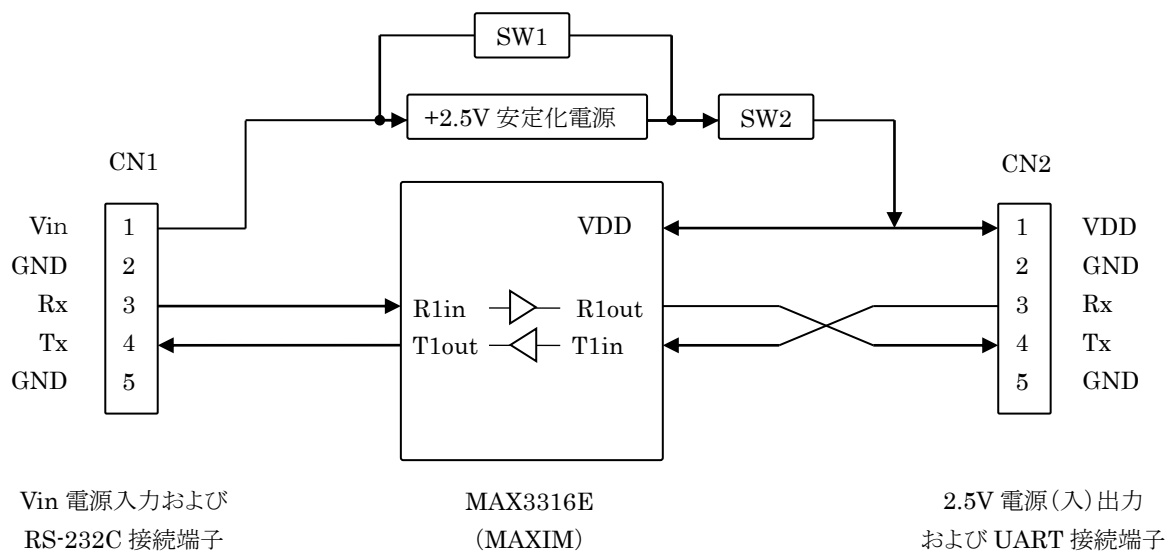 SW1
+2.5V 安定化電源
SW2
CN1
CN2
Vin 1
GND 2
Rx 3
Tx 4
GND 5
VDD
R1in R1out
T1out T1in
1 VDD
2 GND
3 Rx
4 Tx
5 GND
Vin 電源入力および
RS-232C 接続端子
MAX3316E
(MAXIM)
2.5V 電源(入)出力
および UART 接続端子